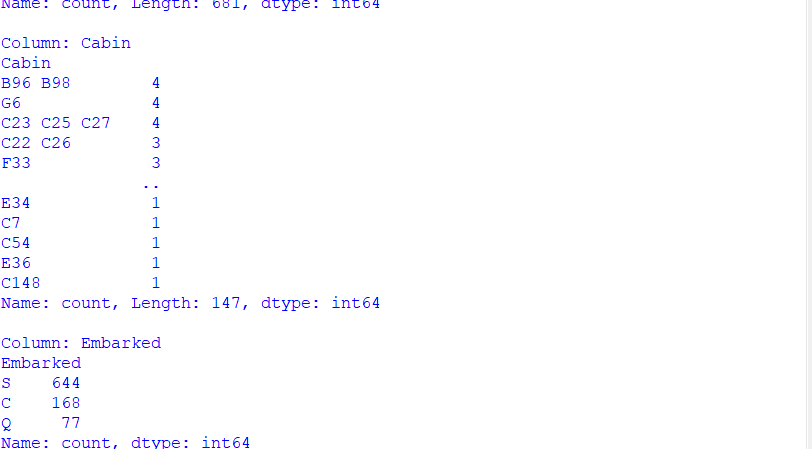 Name: count, Length: 681, dtype: int64
Column: Cabin
Cabin
B96 B98        4
G6             4
C23 C25 C27    4
C22 C26        3
F33            3
..
E34            1
C7             1
C54            1
E36            1
C148           1
Name: count, Length: 147, dtype: int64
Column: Embarked
Embarked
S    644
C    168
Q     77
Name: count, dtype: int64